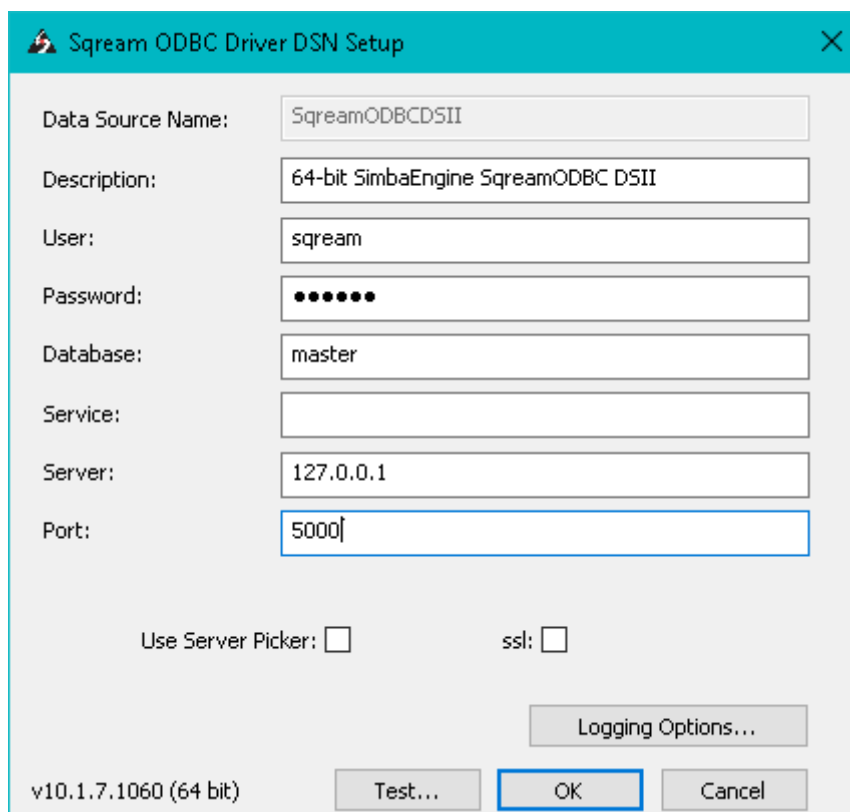 Sqream ODBC Driver DSN Setup
Data Source Name: SqreamODBCDSII
Description: 64-bit SimbaEngine SqreamODBC DSII
User: sqream
Password: ••••••
Database: master
Service:
Server: 127.0.0.1
Port: 5000
Use Server Picker: ssl:
Logging Options...
v10.1.7.1060 (64 bit) Test... OK Cancel